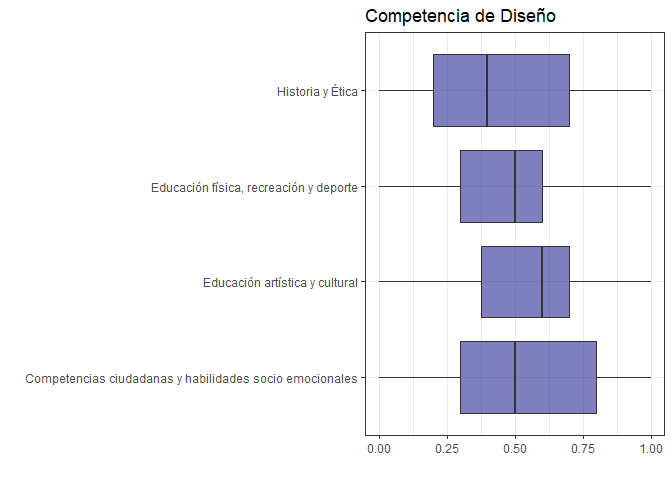 Competencia de Diseño
Historia y Ética
Educación física, recreación y deporte
Educación artística y cultural
Competencias ciudadanas y habilidades socio emocionales
0.00 0.25 0.50 0.75 1.00